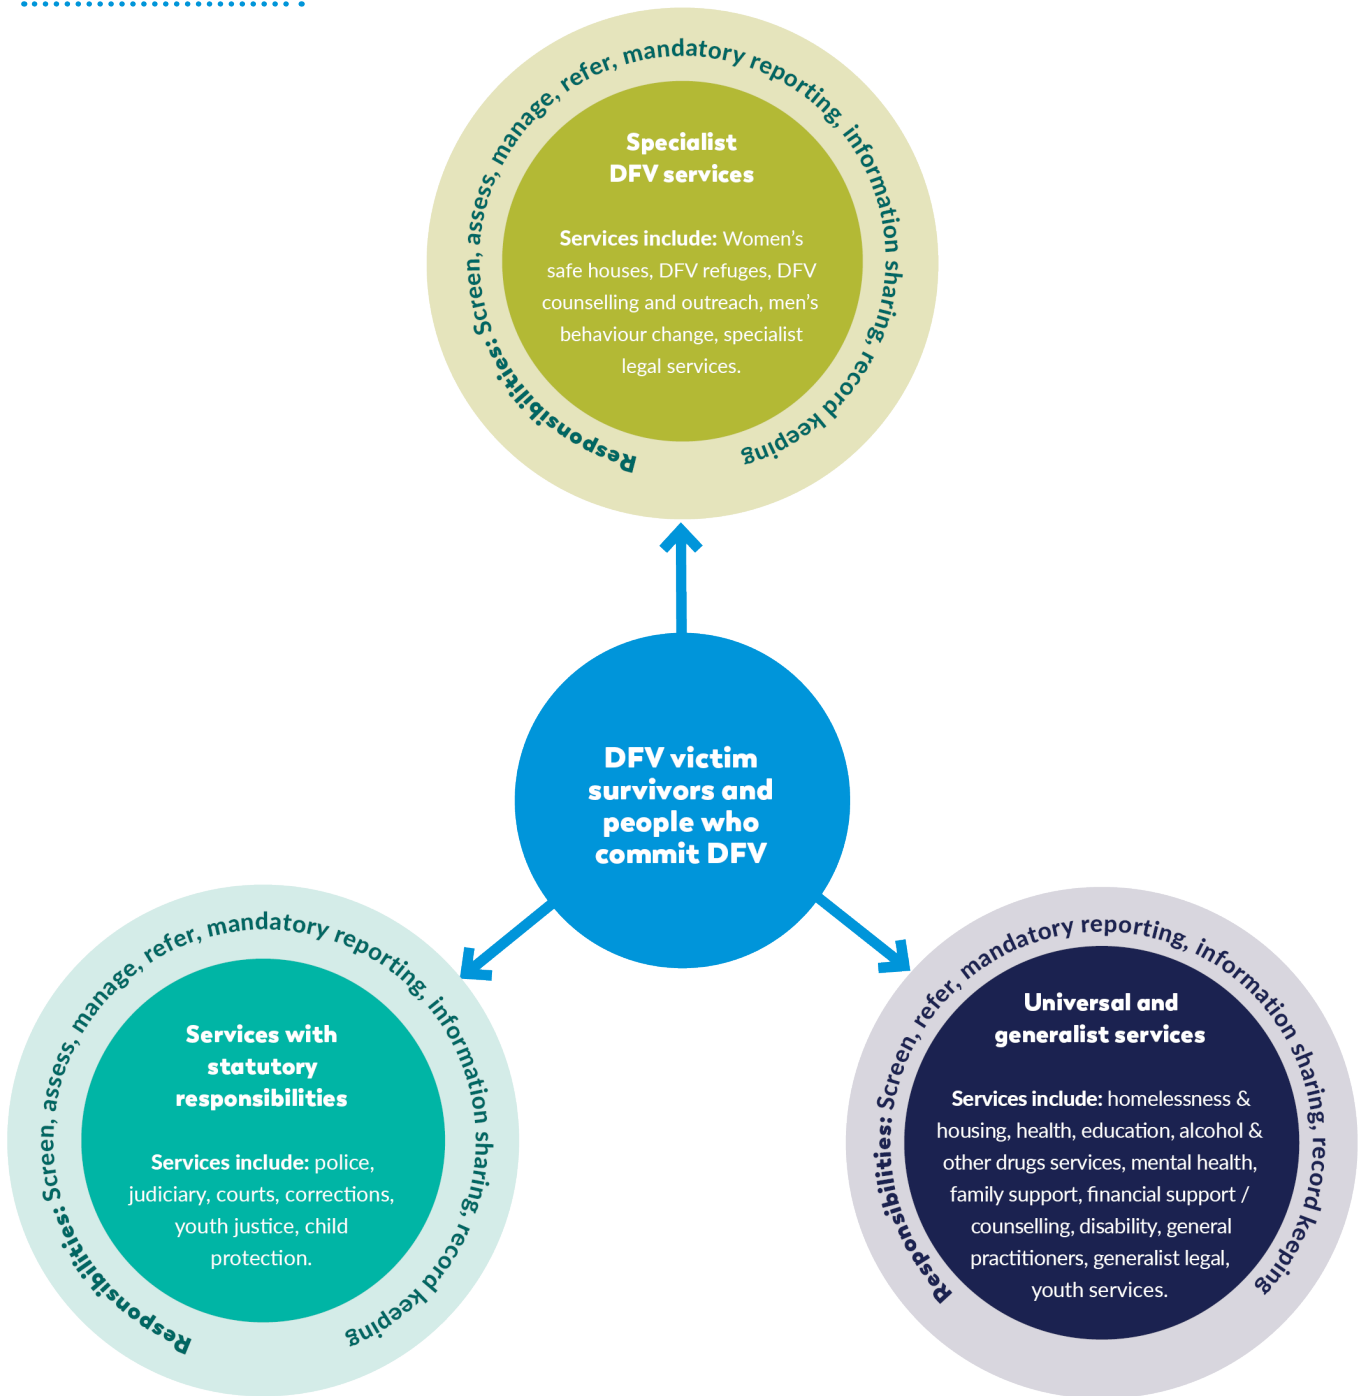 Responsibilities: Screen, assess, manage, refer, mandatory reporting, information sharing, record keeping
Specialist
DFV services
Services include: Women’s
safe houses, DFV refuges, DFV
counselling and outreach, men’s
behaviour change, specialist
legal services.
DFV victim
survivors and
people who
commit DFV
Responsibilities: Screen, assess, manage, refer, mandatory reporting, information sharing, record keeping
Services with
statutory
responsibilities
Services include: police,
judiciary, courts, corrections,
youth justice, child
protection.
Responsibilities: Screen, refer, mandatory reporting, information sharing, record keeping
Universal and
generalist services
Services include: homelessness &
housing, health, education, alcohol &
other drugs services, mental health,
family support, financial support /
counselling, disability, general
practitioners, generalist legal,
youth services.